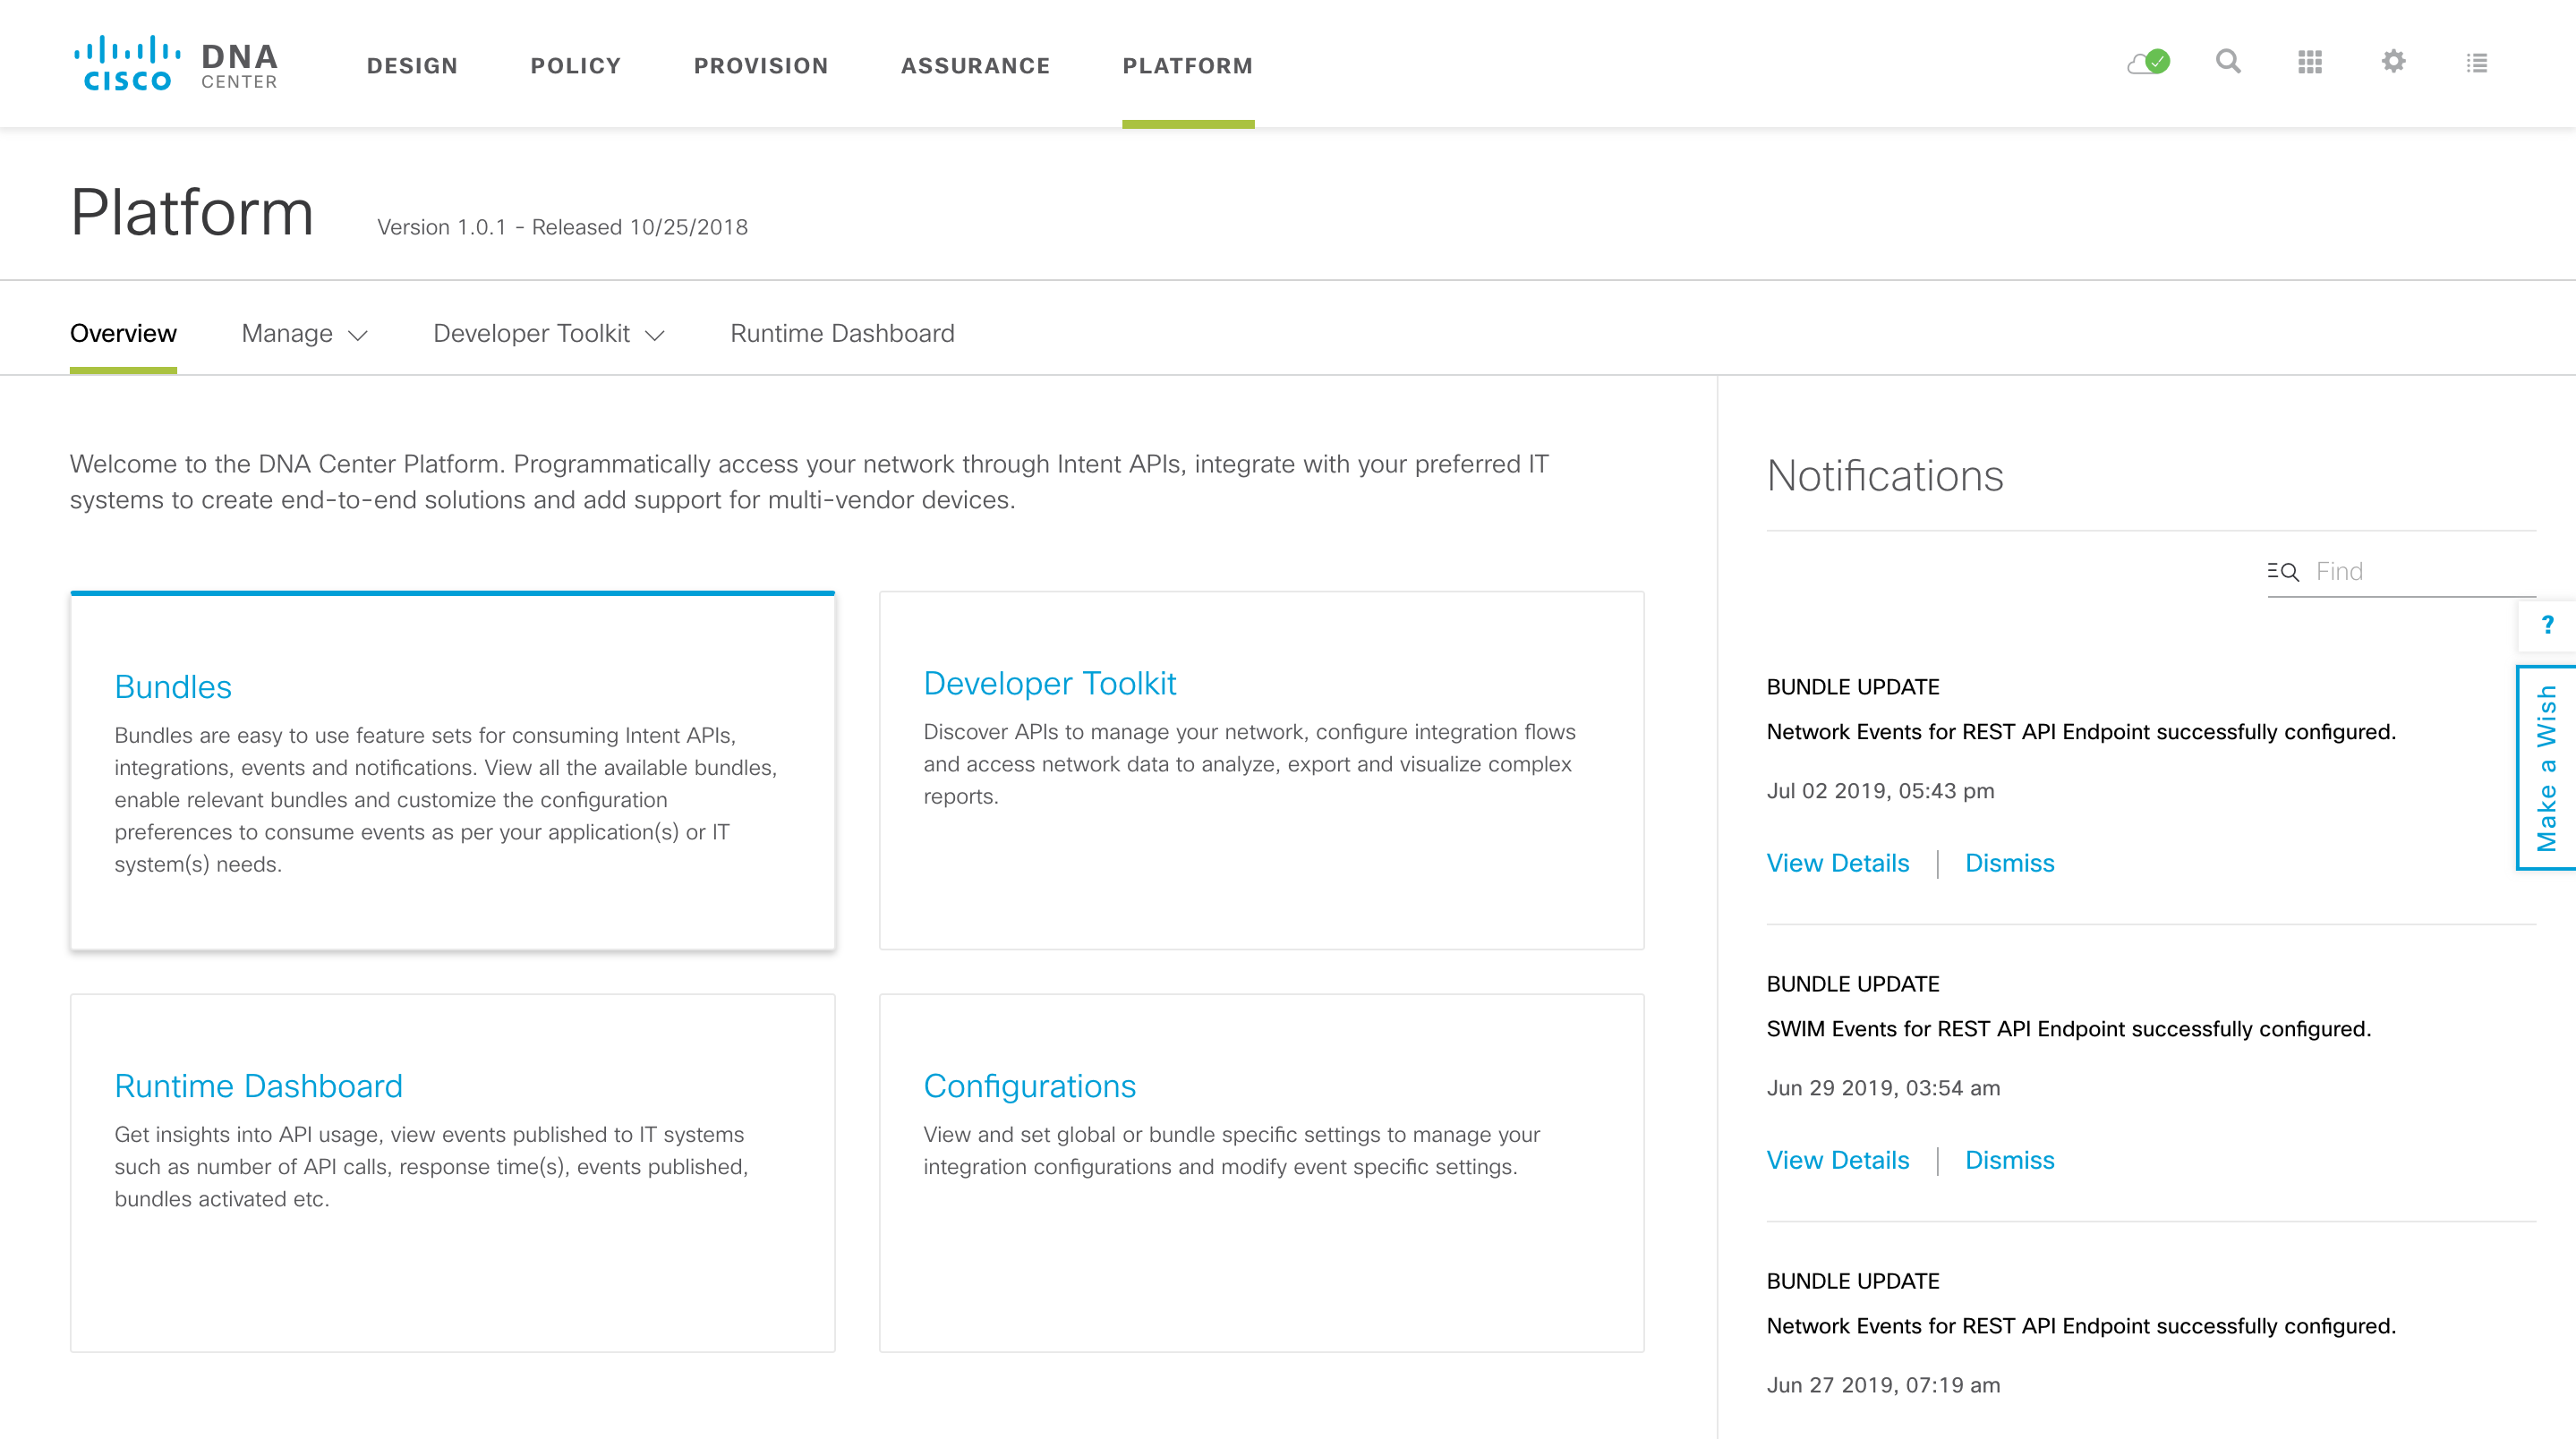 CISCO
DNA
CENTER
DESIGN
POLICY
PROVISION
ASSURANCE
PLATFORM
Platform
Version 1.0.1 - Released 10/25/2018
Overview
Manage
Developer Toolkit
Runtime Dashboard
Welcome to the DNA Center Platform. Programmatically access your network through Intent APIs, integrate with your preferred IT
systems to create end-to-end solutions and add support for multi-vendor devices.
Bundles
Bundles are easy to use feature sets for consuming Intent APIs,
integrations, events and notifications. View all the available bundles,
enable relevant bundles and customize the configuration
preferences to consume events as per your application(s) or IT
system(s) needs.
Developer Toolkit
Discover APIs to manage your network, configure integration flows
and access network data to analyze, export and visualize complex
reports.
Runtime Dashboard
Get insights into API usage, view events published to IT systems
such as number of API calls, response time(s), events published,
bundles activated etc.
Configurations
View and set global or bundle specific settings to manage your
integration configurations and modify event specific settings.
Notifications
Find
?
Make a Wish
BUNDLE UPDATE
Network Events for REST API Endpoint successfully configured.
Jul 02 2019, 05:43 pm
View Details | Dismiss
BUNDLE UPDATE
SWIM Events for REST API Endpoint successfully configured.
Jun 29 2019, 03:54 am
View Details | Dismiss
BUNDLE UPDATE
Network Events for REST API Endpoint successfully configured.
Jun 27 2019, 07:19 am